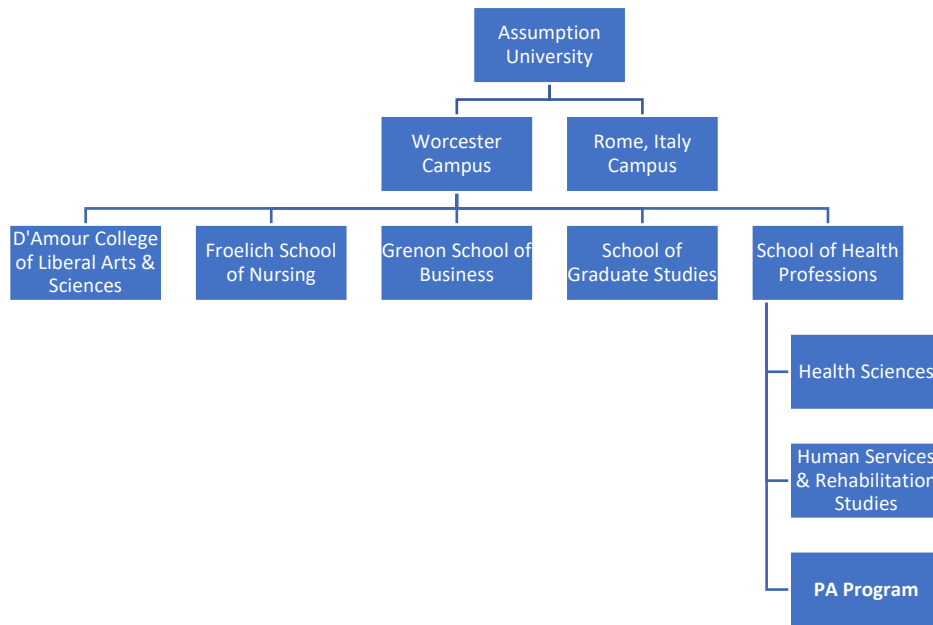 Assumption
University
Worcester
Campus
Rome, Italy
Campus
D'Amour College
of Liberal Arts &
Sciences
Froelich School
of Nursing
Grenon School of
Business
School of
Graduate Studies
School of Health
Professions
Health Sciences
Human Services
& Rehabilitation
Studies
PA Program